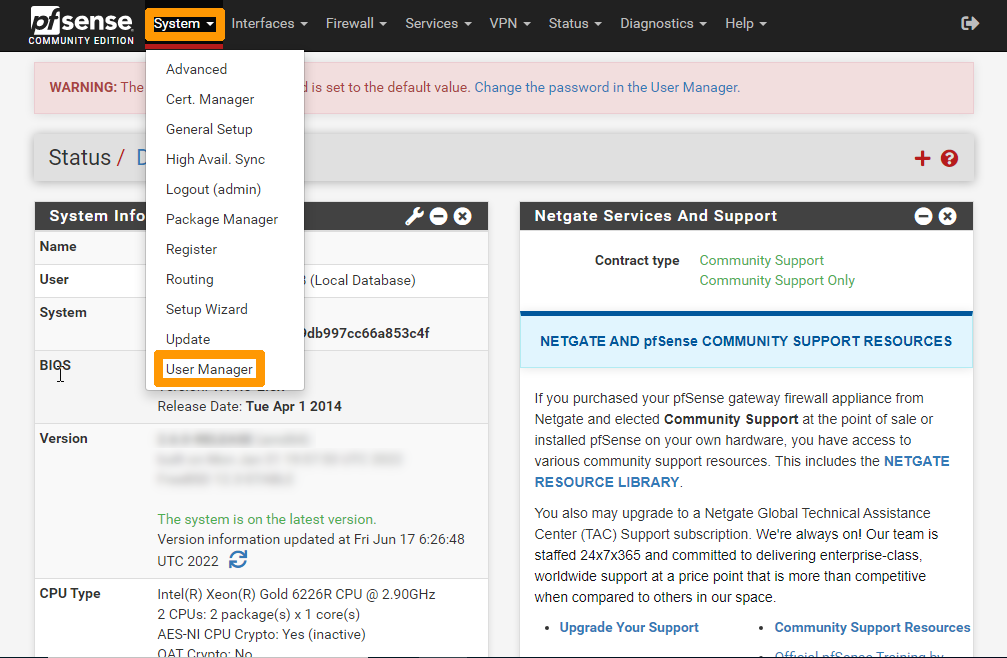 pfsense
COMMUNITY EDITION
System Interfaces Firewall Services VPN Status Diagnostics Help
WARNING: The d is set to the default value. Change the password in the User Manager.
Advanced
Cert. Manager
General Setup
High Avail. Sync
Logout (admin)
Package Manager
Register
Routing
Setup Wizard
Update
User Manager
Status / D
System Info
Name
User (Local Database)
System
9db997cc66a853c4f
BIOS
Release Date: Tue Apr 1 2014
Version
The system is on the latest version.
Version information updated at Fri Jun 17 6:26:48
UTC 2022
CPU Type Intel(R) Xeon(R) Gold 6226R CPU @ 2.90GHz
2 CPUs: 2 package(s) x 1 core(s)
AES-NI CPU Crypto: Yes (inactive)
QAT Crypto: No
Netgate Services And Support
Contract type Community Support
Community Support Only
NETGATE AND pfSense COMMUNITY SUPPORT RESOURCES
If you purchased your pfSense gateway firewall appliance from
Netgate and elected Community Support at the point of sale or
installed pfSense on your own hardware, you have access to
various community support resources. This includes the NETGATE
RESOURCE LIBRARY.
You also may upgrade to a Netgate Global Technical Assistance
Center (TAC) Support subscription. We're always on! Our team is
staffed 24x7x365 and committed to delivering enterprise-class,
worldwide support at a price point that is more than competitive
when compared to others in our space.
• Upgrade Your Support
• Community Support Resources
• Official pfSense Training by